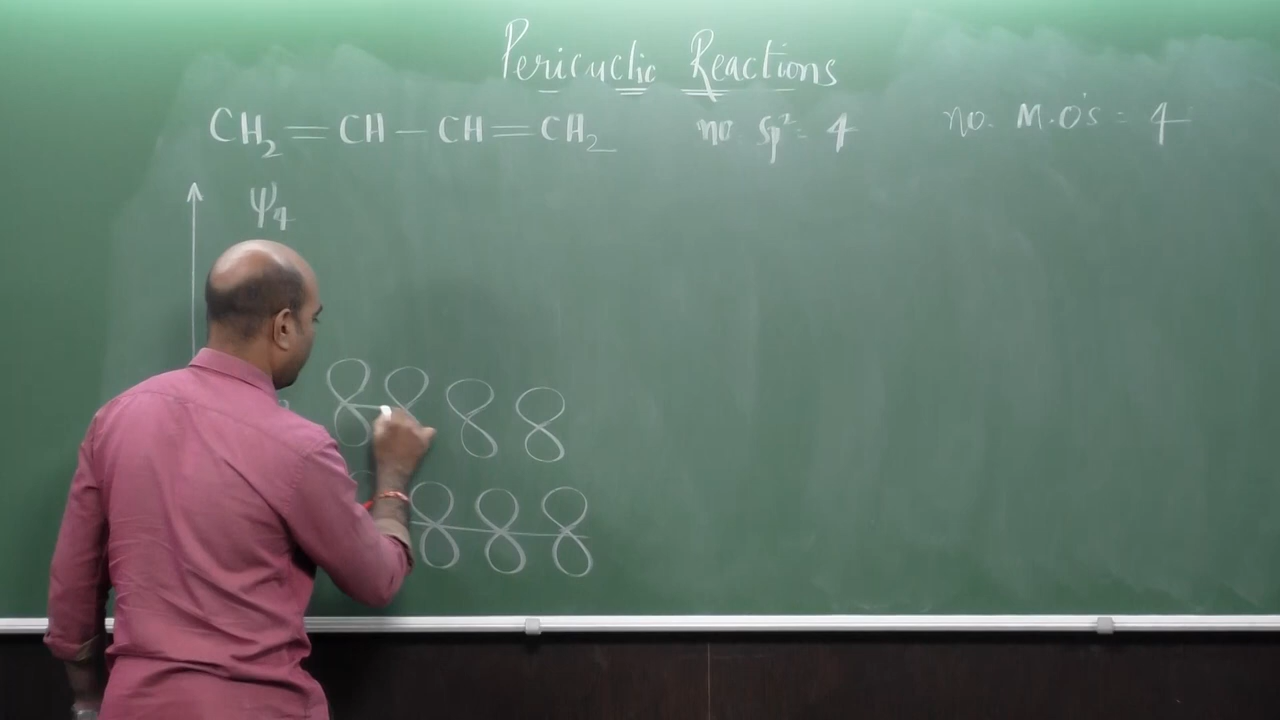 Pericyclic Reactions
CH₂=CH–CH=CH₂ no. sp² = 4 no. M.O's = 4
ψ₄